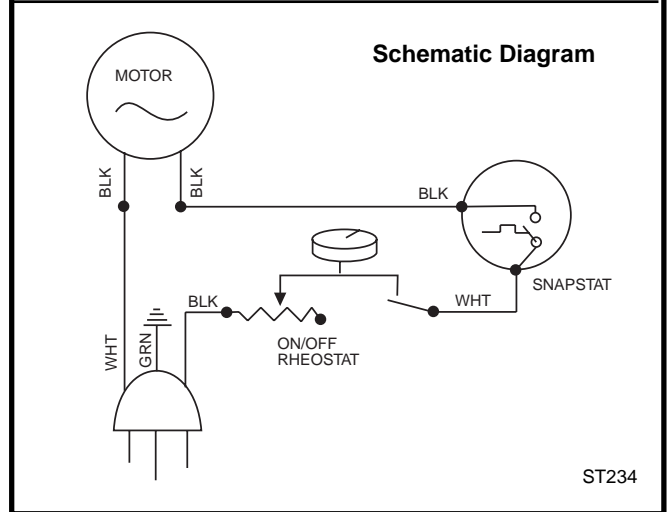 Schematic Diagram
MOTOR
BLK
BLK
BLK
SNAPSTAT
BLK
WHT
ON/OFF
RHEOSTAT
WHT
GRN
ST234